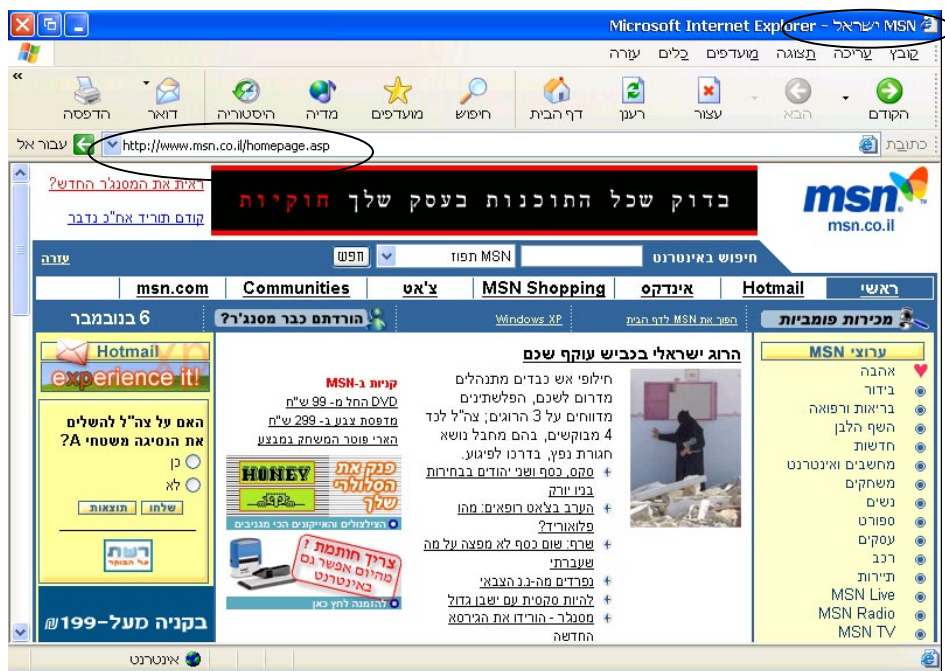 MSN ישראל - Microsoft Internet Explorer
קובץ עריכה תצוגה מועדפים כלים עזרה
הקודם הבא עצור רענן דף הבית חיפוש מועדפים מדיה היסטוריה דואר הדפסה »
כתובת http://www.msn.co.il/homepage.asp עבור אל
msn
msn.co.il
בדוק שכל התוכנות בעסק שלך חוקיות
ראית את המסנג'ר החדש?
קודם תוריד אח"כ נדבר
חיפוש באינטרנט MSN תפוז חפש עזרה
ראשי Hotmail אינדקס MSN Shopping צ'אט Communities msn.com
מכירות פומביות הפוך את MSN לדף הבית Windows XP הורדתם כבר מסנג'ר? 6 בנובמבר
ערוצי MSN
אהבה
בידור
בריאות ורפואה
השף הלבן
חדשות
מחשבים ואינטרנט
משחקים
נשים
ספורט
עסקים
רכב
תיירות
MSN Live
MSN Radio
MSN TV
הרוג ישראלי בכביש עוקף שכם
חילופי אש כבדים מתנהלים
מדרום לשכם, הפלשתינים
מדווחים על 3 הרוגים; צה"ל לכד
4 מבוקשים, בהם מחבל נושא
חגורת נפץ, בדרכו לפיגוע.
סקס, כסף ושני יהודים בבחירות
בניו יורק
הערב בצ'אט רופאים: מהו
פלואוריד?
שרף: שום כסף לא מפצה על מה
שעברתי
נפרדים מה-נ.נ הצבאי
להיות סקסית עם ישבן גדול
מסנג'ר - הורידו את הגירסא
החדשה
קניות ב-MSN
DVD החל מ- 99 ש"ח
מדפסת צבע ב- 299 ש"ח
הארי פוטר המשחק במבצע
HONEY
פנק את
הסלולרי
שלך
הצילצולים והאייקונים הכי מגניבים
צריך חותמת ?
מהיום אפשר גם
באינטרנט
להזמנה לחץ כאן
Hotmail
experience it!
האם על צה"ל להשלים
את הנסיגה משטחי A?
כן
לא
שלחו תוצאות
רשת
על הבוקר
בקניה מעל-199₪
אינטרנט